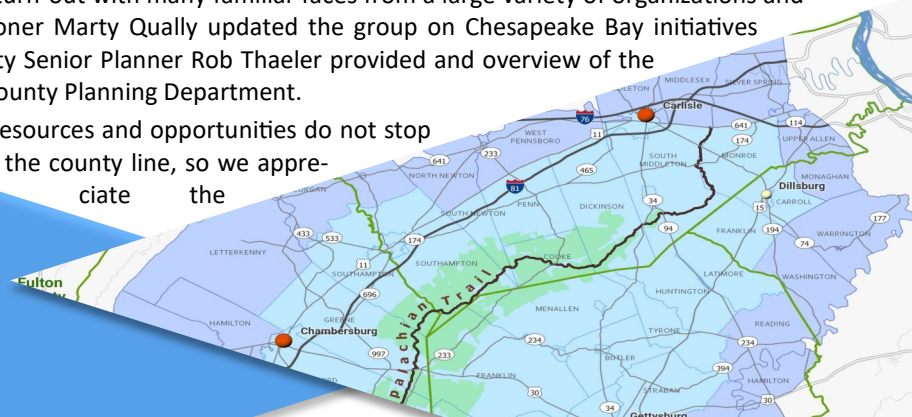 earn out with many familiar faces from a large variety of organizations and
oner Marty Qually updated the group on Chesapeake Bay initiatives
ty Senior Planner Rob Thaeler provided and overview of the
ounty Planning Department.
esources and opportunities do not stop
the county line, so we appre-
ciate the
MIDDLESEX
SILVER SPRING
Carlisle
76
11
641
114
WEST
PENNSBORO
174
UPPER ALLEN
641
233
SOUTH
MIDDLETON
MONROE
NORTH NEWTON
465
MONAGHAN
81
Dillsburg
PENN
DICKINSON
34
CARROLL
SOUTH NEWTON
15
94
FRANKLIN
194
177
433
533
174
WARRINGTON
74
LETTERKENNY
11
SOUTHAMPTON
SOUTHAMPTON
COOKE
LATIMORE
WASHINGTON
Fulton
696
HUNTINGTON
palachian Trail
MENALLEN
HAMILTON
GREENE
TYRONE
READING
Chambersburg
234
234
997
233
BUTLER
394
FRANKLIN
HAMILTON
30
STRABAN
30
34
Gettysburg